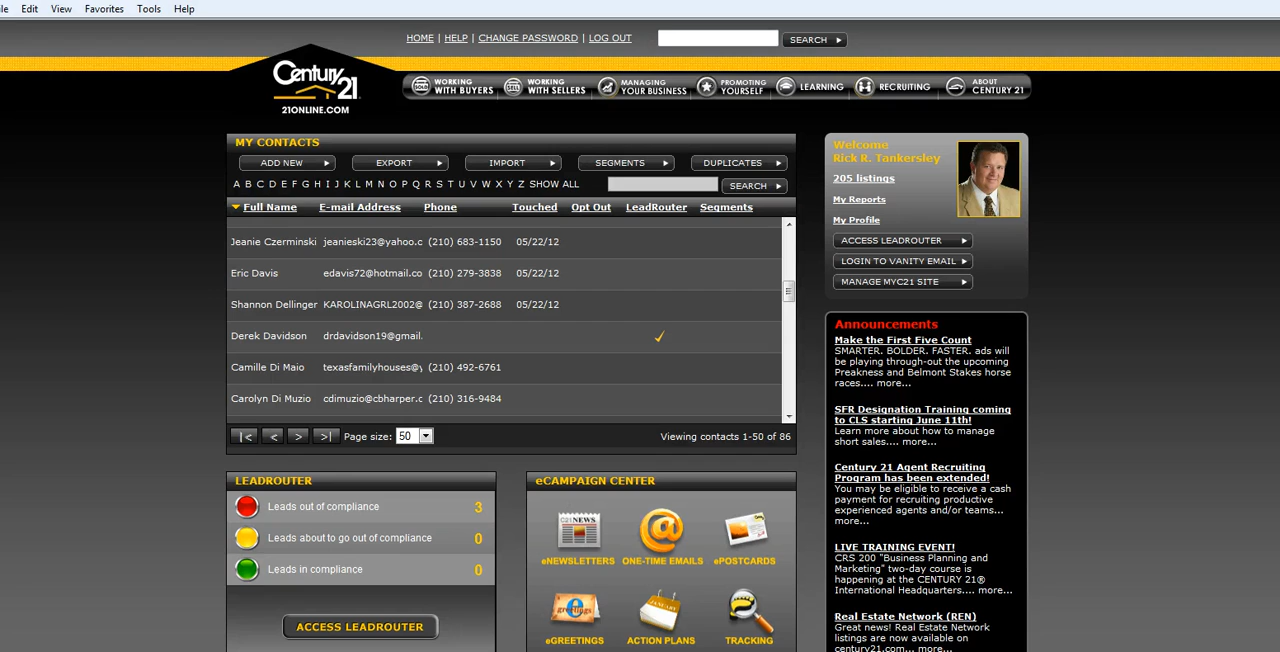 Edit View Favorites Tools Help
HOME | HELP | CHANGE PASSWORD | LOG OUT
SEARCH
Century 21
21ONLINE.COM
WORKING WITH BUYERS
WORKING WITH SELLERS
MANAGING YOUR BUSINESS
PROMOTING YOURSELF
LEARNING
RECRUITING
ABOUT CENTURY 21
MY CONTACTS
ADD NEW EXPORT IMPORT SEGMENTS DUPLICATES
A B C D E F G H I J K L M N O P Q R S T U V W X Y Z SHOW ALL SEARCH
Full Name E-mail Address Phone Touched Opt Out LeadRouter Segments
Jeanie Czerminski jeanieski23@yahoo.c (210) 683-1150 05/22/12
Eric Davis edavis72@hotmail.co (210) 279-3838 05/22/12
Shannon Dellinger KAROLINAGRL2002@ (210) 387-2688 05/22/12
Derek Davidson drdavidson19@gmail.
Camille Di Maio texasfamilyhouses@y (210) 492-6761
Carolyn Di Muzio cdimuzio@cbharper.c (210) 316-9484
|< < > >| Page size: 50 Viewing contacts 1-50 of 86
Welcome
Rick R. Tankersley
205 listings
My Reports
My Profile
ACCESS LEADROUTER
LOGIN TO VANITY EMAIL
MANAGE MYC21 SITE
LEADROUTER
Leads out of compliance 3
Leads about to go out of compliance 0
Leads in compliance 0
ACCESS LEADROUTER
eCAMPAIGN CENTER
C21 NEWS
eNEWSLETTERS ONE-TIME EMAILS ePOSTCARDS
greetings JANUARY
eGREETINGS ACTION PLANS TRACKING
Announcements
Make the First Five Count
SMARTER. BOLDER. FASTER. ads will
be playing through-out the upcoming
Preakness and Belmont Stakes horse
races.... more...
SFR Designation Training coming
to CLS starting June 11th!
Learn more about how to manage
short sales.... more...
Century 21 Agent Recruiting
Program has been extended!
You may be eligible to receive a cash
payment for recruiting productive
experienced agents and/or teams...
more...
LIVE TRAINING EVENT!
CRS 200 "Business Planning and
Marketing" two-day course is
happening at the CENTURY 21®
International Headquarters.... more...
Real Estate Network (REN)
Great news! Real Estate Network
listings are now available on
century21.com... more...